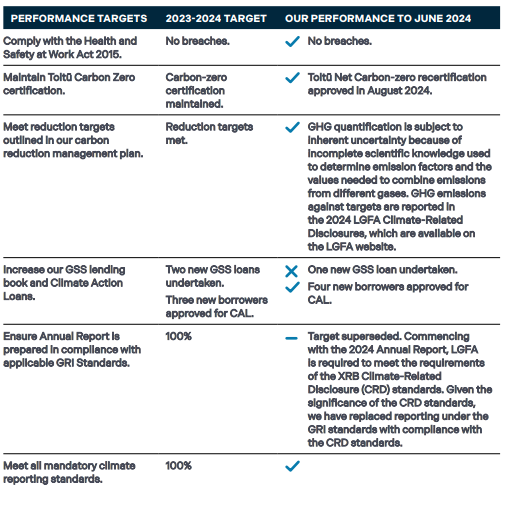 PERFORMANCE TARGETS 2023-2024 TARGET OUR PERFORMANCE TO JUNE 2024
Comply with the Health and
Safety at Work Act 2015.
No breaches.
No breaches.
Maintain Toitū Carbon Zero
certification.
Carbon-zero
certification
maintained.
Toitū Net Carbon-zero recertification
approved in August 2024.
Meet reduction targets
outlined in our carbon
reduction management plan.
Reduction targets
met.
GHG quantification is subject to
inherent uncertainty because of
incomplete scientific knowledge used
to determine emission factors and the
values needed to combine emissions
from different gases. GHG emissions
against targets are reported in
the 2024 LGFA Climate-Related
Disclosures, which are available on
the LGFA website.
Increase our GSS lending
book and Climate Action
Loans.
Two new GSS loans
undertaken.
Three new borrowers
approved for CAL.
One new GSS loan undertaken.
Four new borrowers approved for
CAL.
Ensure Annual Report is
prepared in compliance with
applicable GRI Standards.
100%
Target superseded. Commencing
with the 2024 Annual Report, LGFA
is required to meet the requirements
of the XRB Climate-Related
Disclosure (CRD) standards. Given the
significance of the CRD standards,
we have replaced reporting under the
GRI standards with compliance with
the CRD standards.
Meet all mandatory climate
reporting standards.
100%